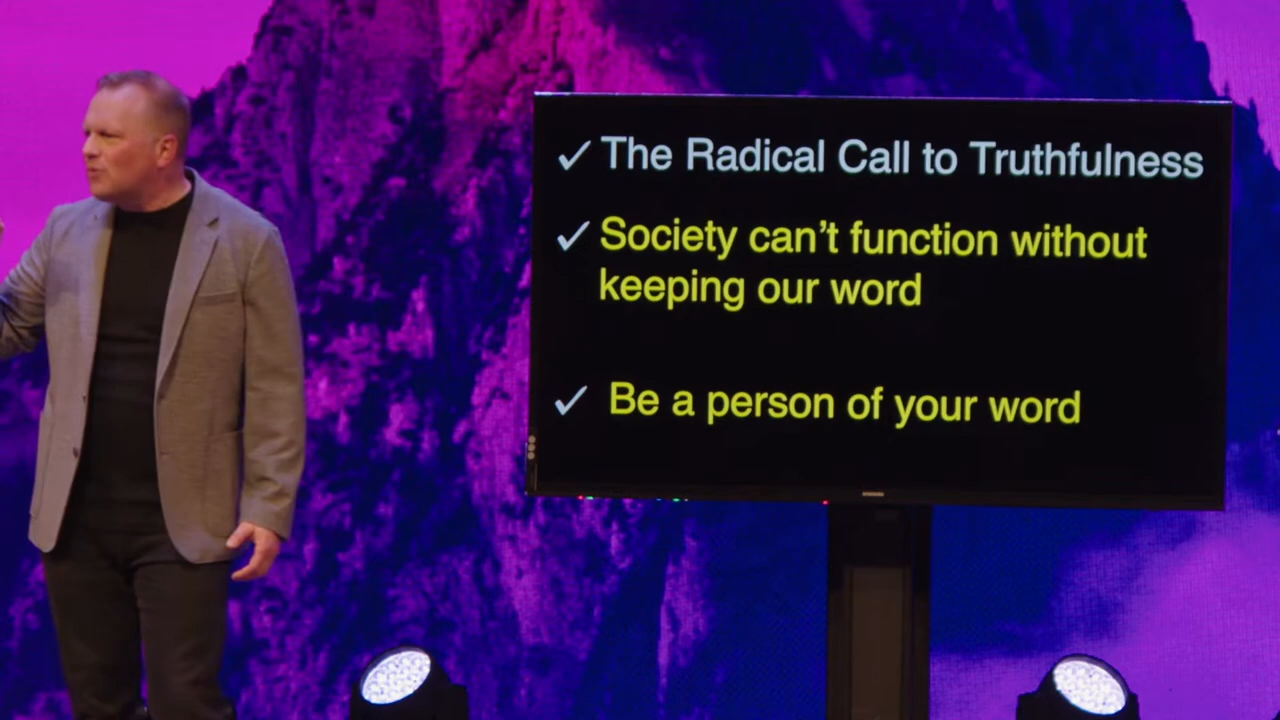 ✓ The Radical Call to Truthfulness
✓ Society can't function without
keeping our word
✓ Be a person of your word